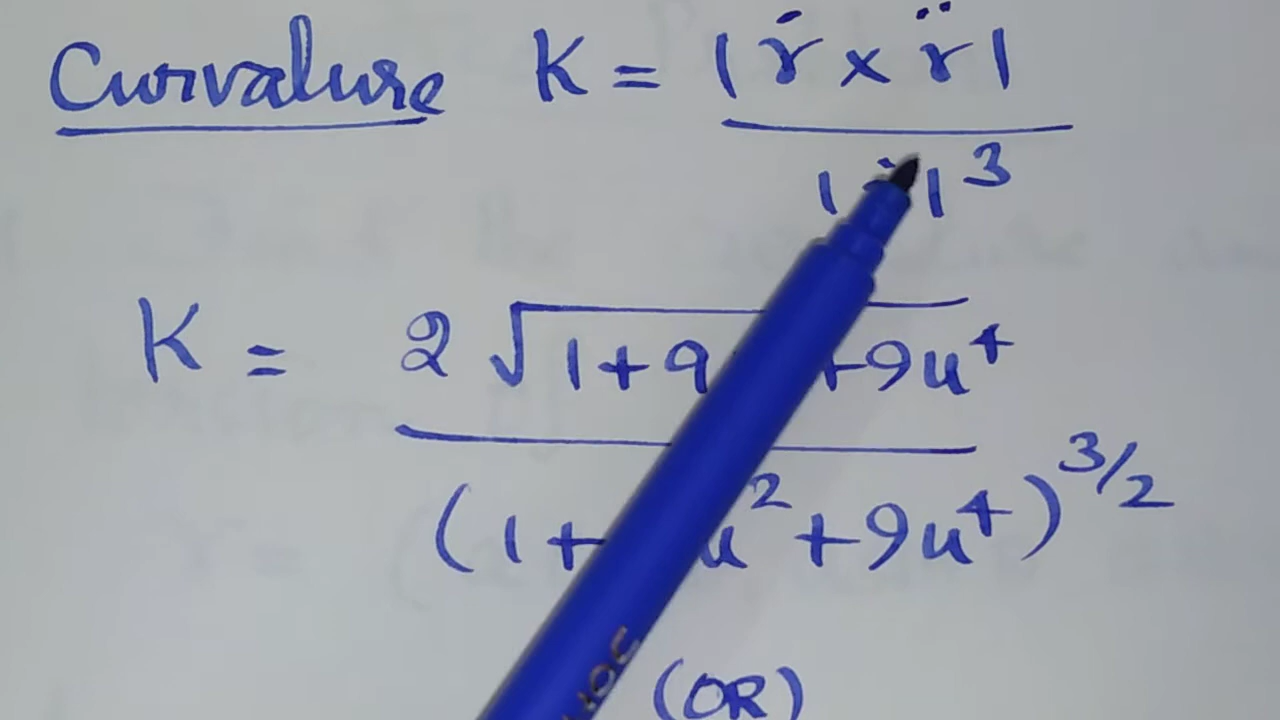 Curvature K = |ṙ × r̈|
| |³
K = 2 √1+9 +9u⁴
(1+ u² +9u⁴)^3/2
(OR)